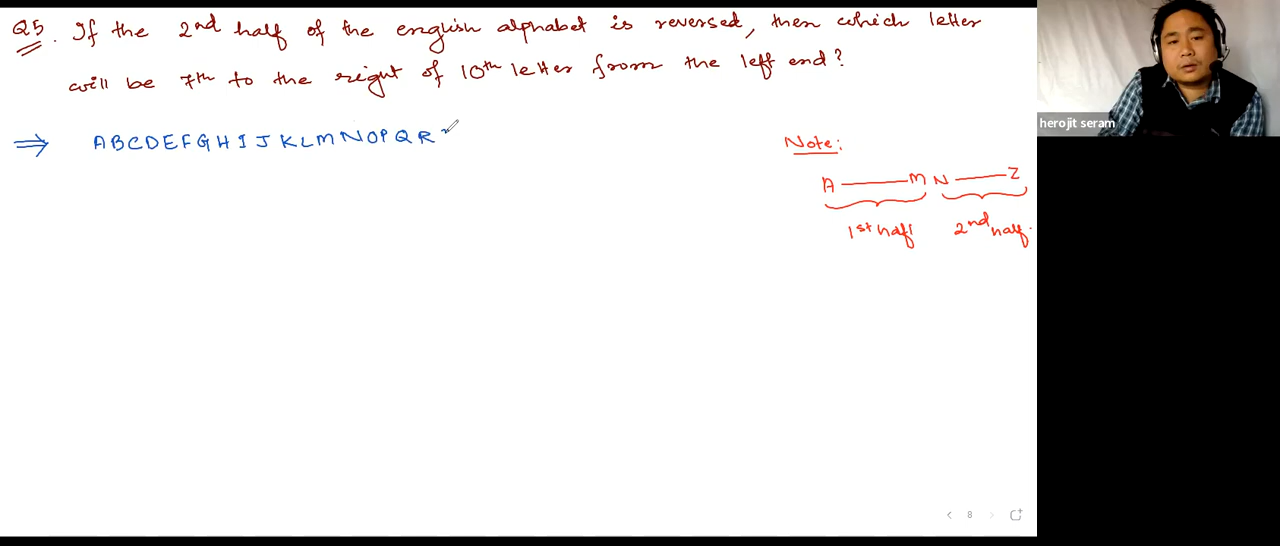 Q5. If the 2nd half of the english alphabet is reversed, then which letter
will be 7th to the right of 10th letter from the left end?
⇒ A B C D E F G H I J K L M N O P Q R
Note:
A — M N — Z
1st half 2nd half.
herojit seram
8